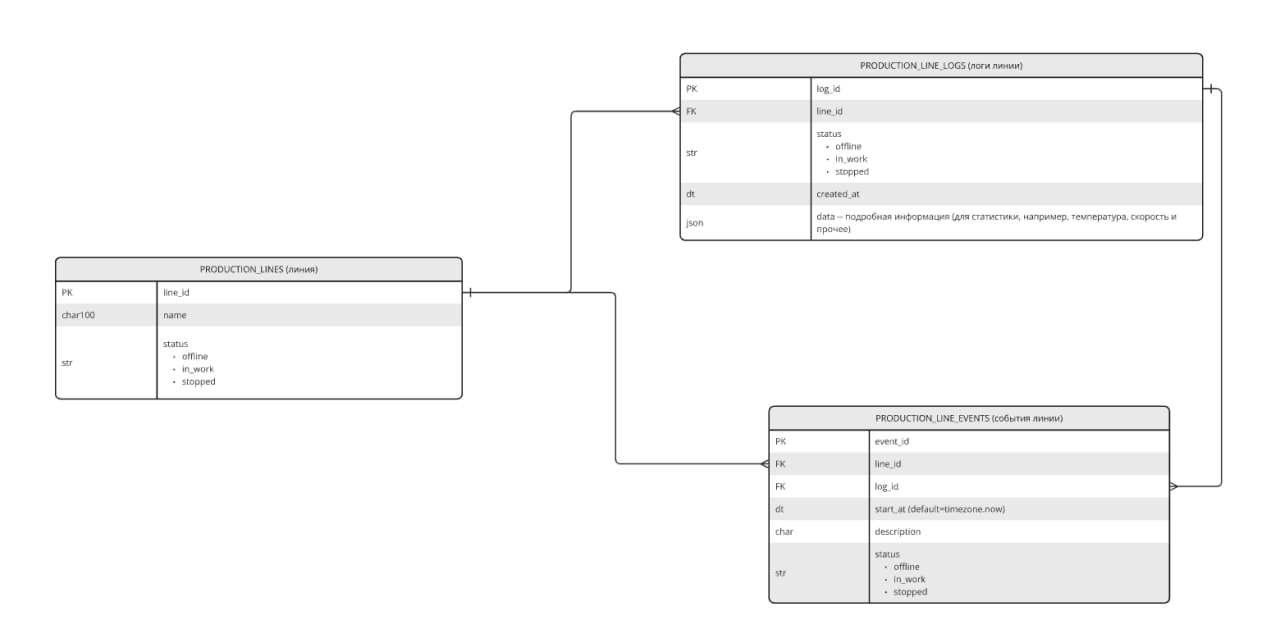 PRODUCTION_LINE_LOGS (логи линии)
PK log_id
FK line_id
str status
• offline
• in_work
• stopped
dt created_at
json data -- подробная информация (для статистики, например, температура, скорость и
прочее)
PRODUCTION_LINES (линия)
PK line_id
char100 name
str status
• offline
• in_work
• stopped
PRODUCTION_LINE_EVENTS (события линии)
PK event_id
FK line_id
FK log_id
dt start_at (default=timezone.now)
char description
str status
• offline
• in_work
• stopped